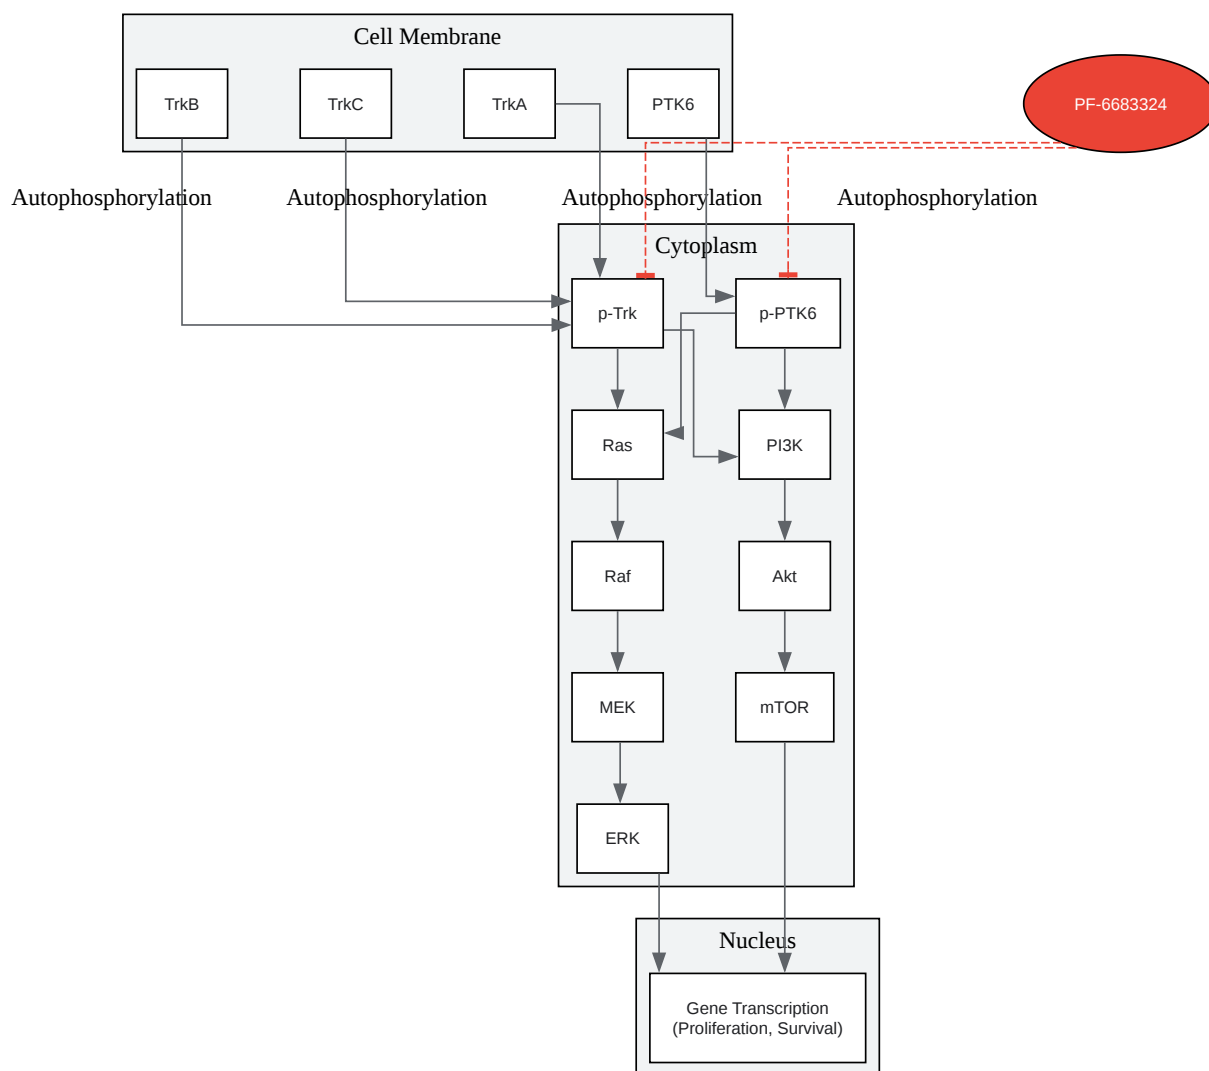 Cell Membrane
TrkB
TrkC
TrkA
PTK6
PF-6683324
Autophosphorylation
Autophosphorylation
Autophosphorylation
Autophosphorylation
Cytoplasm
p-Trk
p-PTK6
Ras
PI3K
Raf
Akt
MEK
mTOR
ERK
Nucleus
Gene Transcription
(Proliferation, Survival)